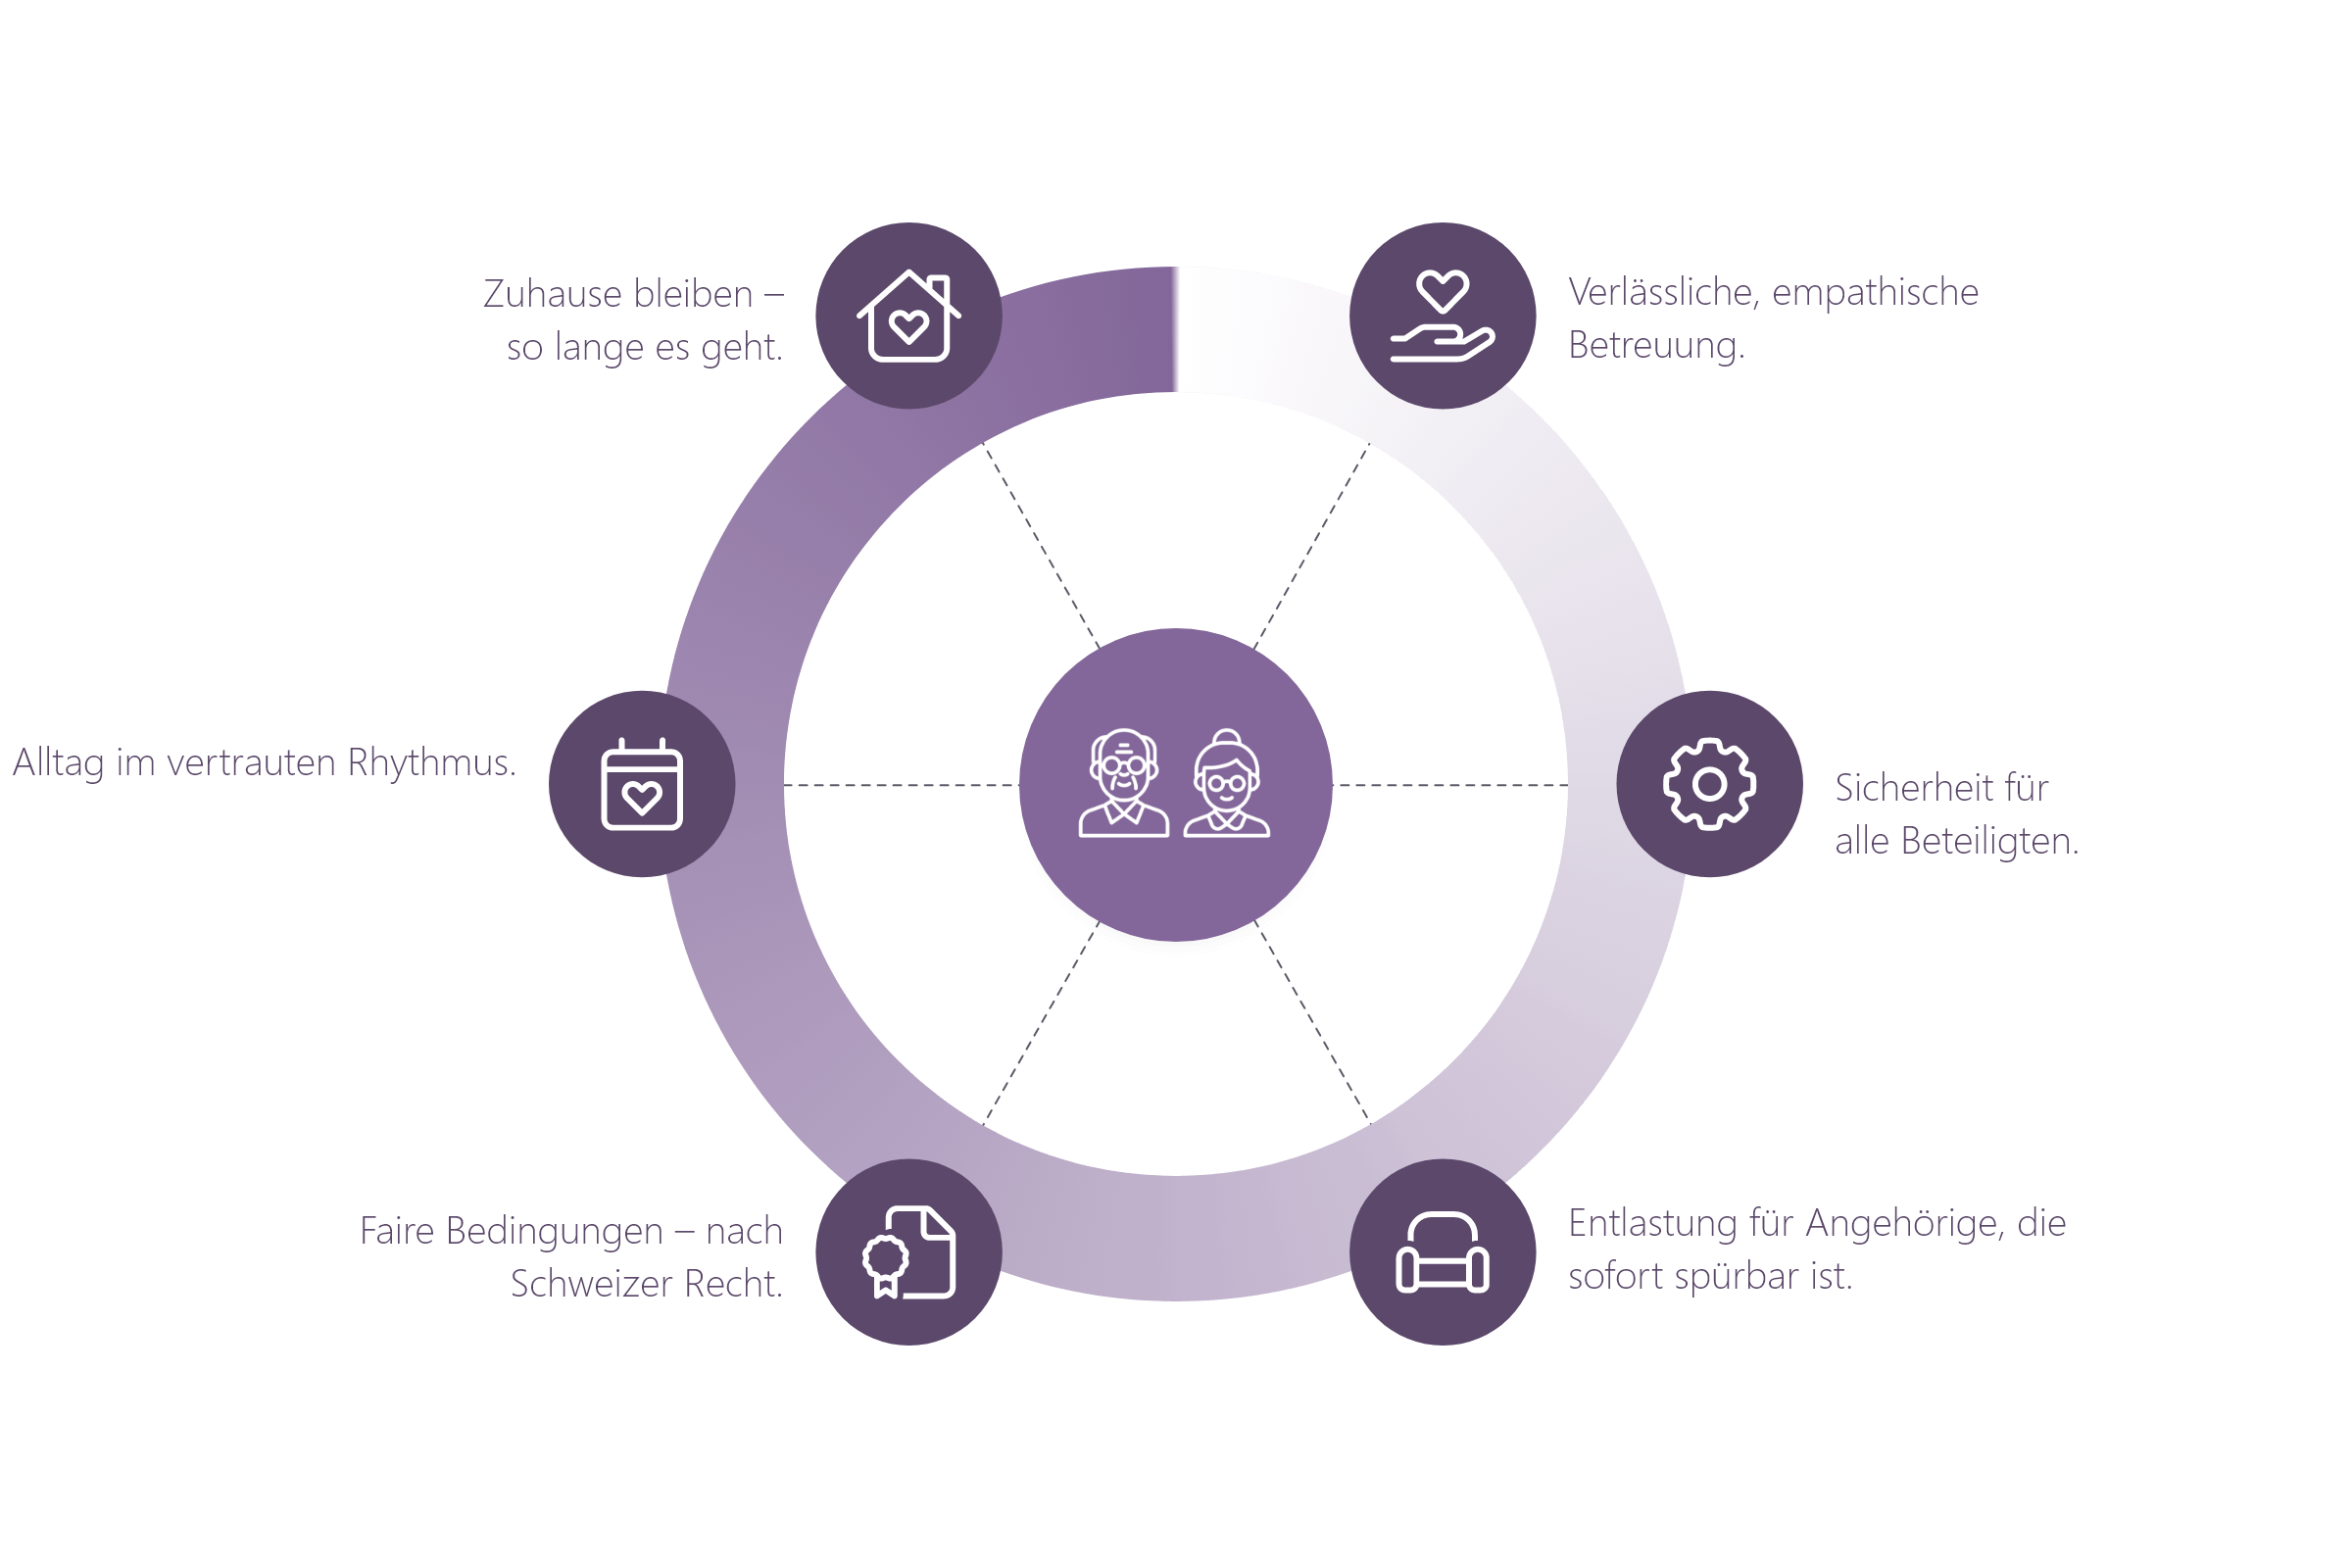 Zuhause bleiben –
so lange es geht.
Verlässliche, empathische
Betreuung.
Alltag im vertrauten Rhythmus.
Sicherheit für
alle Beteiligten.
Faire Bedingungen – nach
Schweizer Recht.
Entlastung für Angehörige, die
sofort spürbar ist.